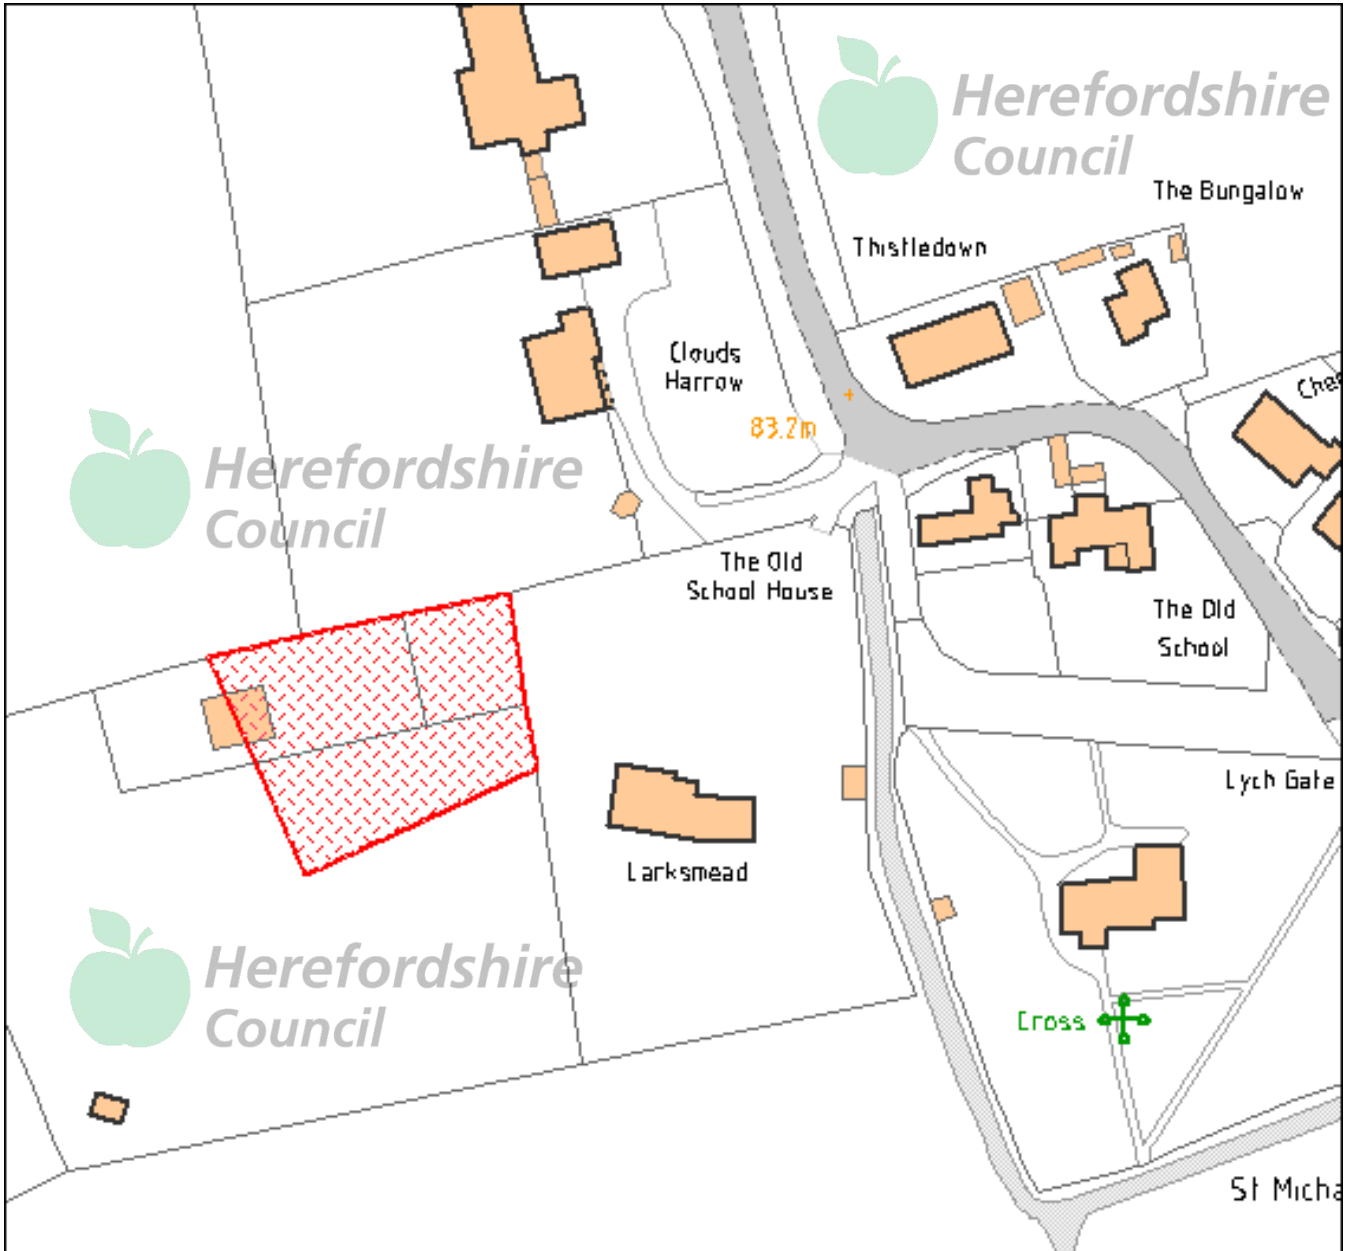 Herefordshire
Council
The Bungalow
Thistledown
Clouds
Harrow
83.2m
Herefordshire
Council
The Old
School House
The Old
School
Lych Gate
Larksmead
Herefordshire
Council
Cross